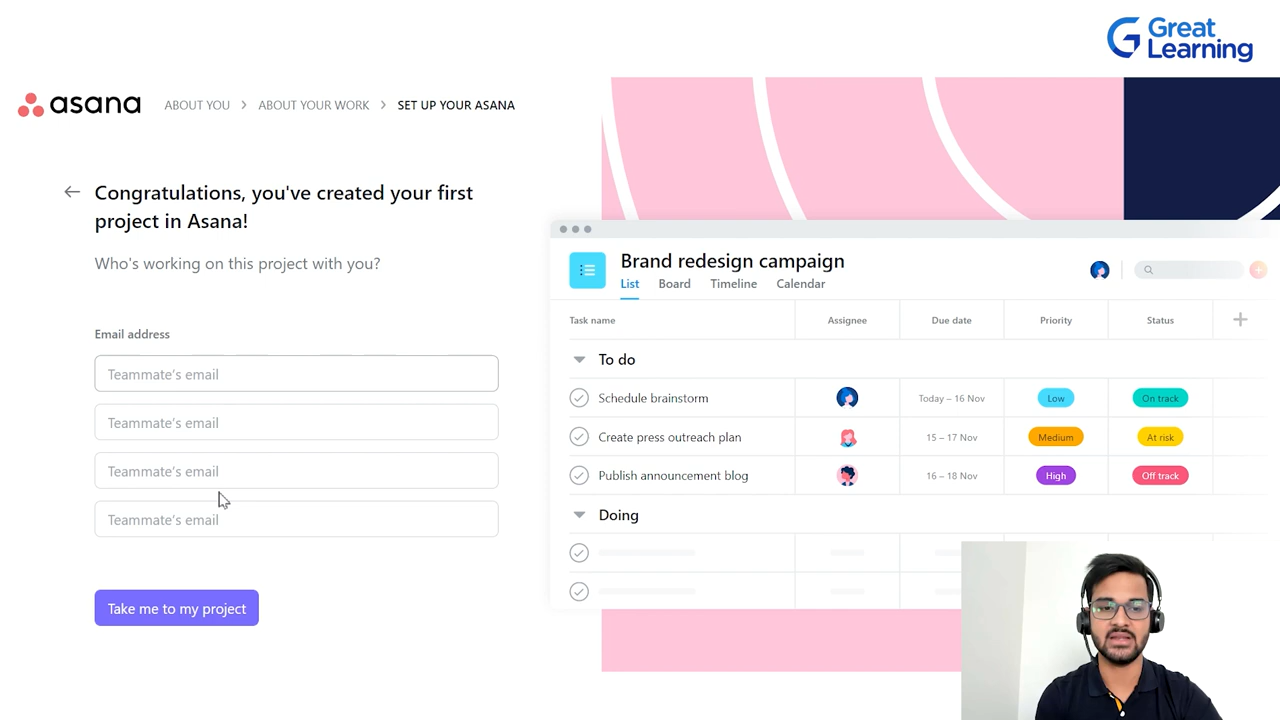 Great
Learning
asana ABOUT YOU > ABOUT YOUR WORK > SET UP YOUR ASANA
Congratulations, you've created your first
project in Asana!
Who's working on this project with you?
Email address
Teammate's email
Teammate's email
Teammate's email
Teammate's email
Take me to my project
Brand redesign campaign
List Board Timeline Calendar
Task name Assignee Due date Priority Status
To do
Schedule brainstorm Today – 16 Nov Low On track
Create press outreach plan 15 – 17 Nov Medium At risk
Publish announcement blog 16 – 18 Nov High Off track
Doing